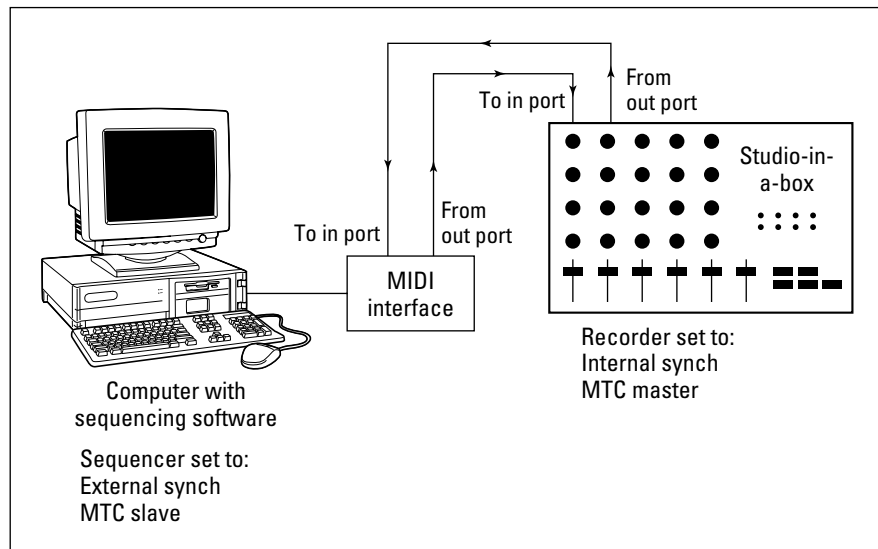 From
out port
To in port
Studio-in-
a-box
To in port
From
out port
MIDI
interface
Recorder set to:
Internal synch
MTC master
Computer with
sequencing software
Sequencer set to:
External synch
MTC slave